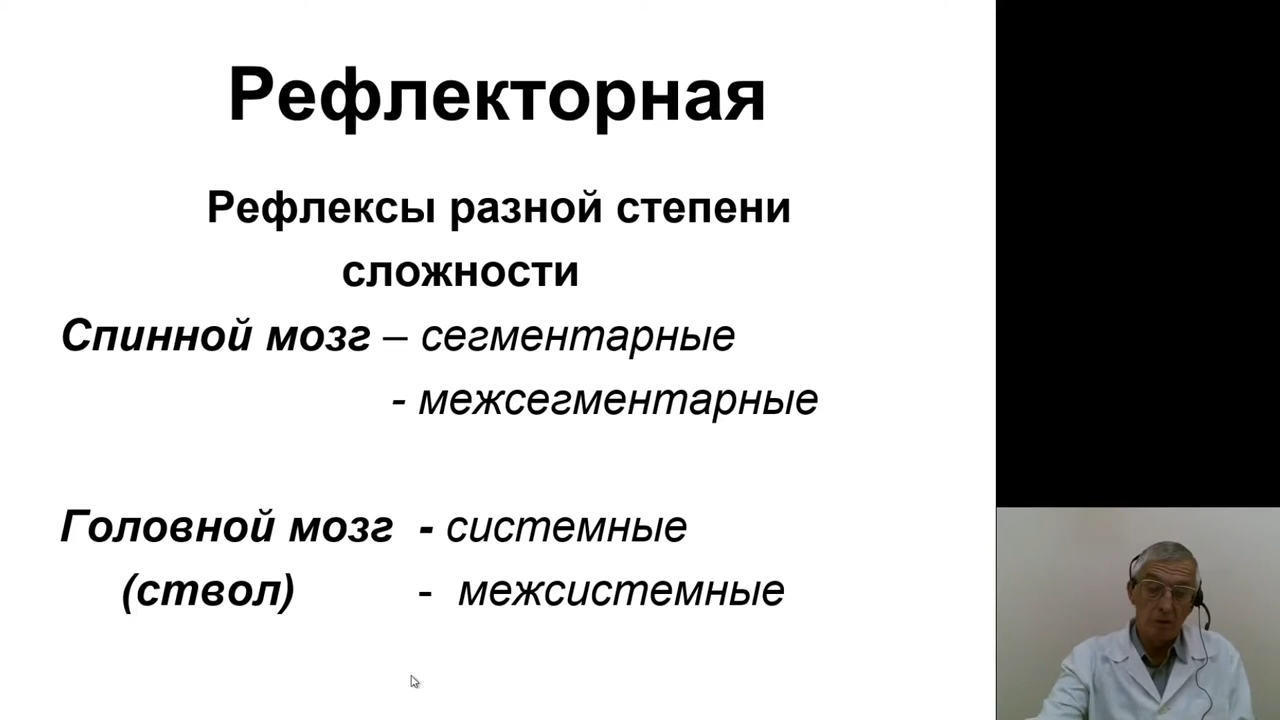 Рефлекторная
Рефлексы разной степени
сложности
Спинной мозг – сегментарные
- межсегментарные
Головной мозг - системные
(ствол) - межсистемные